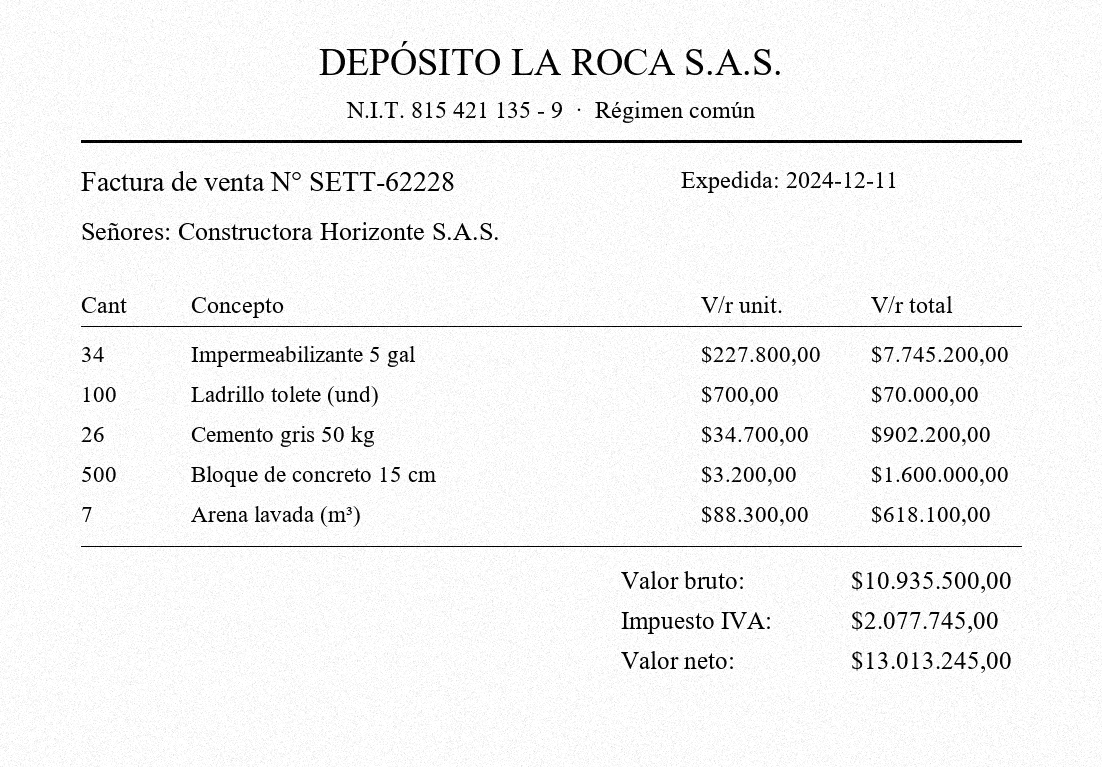 DEPÓSITO LA ROCA S.A.S.
N.I.T. 815 421 135 - 9 · Régimen común
Factura de venta N° SETT-62228 Expedida: 2024-12-11
Señores: Constructora Horizonte S.A.S.
Cant Concepto V/r unit. V/r total
34 Impermeabilizante 5 gal $227.800,00 $7.745.200,00
100 Ladrillo tolete (und) $700,00 $70.000,00
26 Cemento gris 50 kg $34.700,00 $902.200,00
500 Bloque de concreto 15 cm $3.200,00 $1.600.000,00
7 Arena lavada (m³) $88.300,00 $618.100,00
Valor bruto: $10.935.500,00
Impuesto IVA: $2.077.745,00
Valor neto: $13.013.245,00